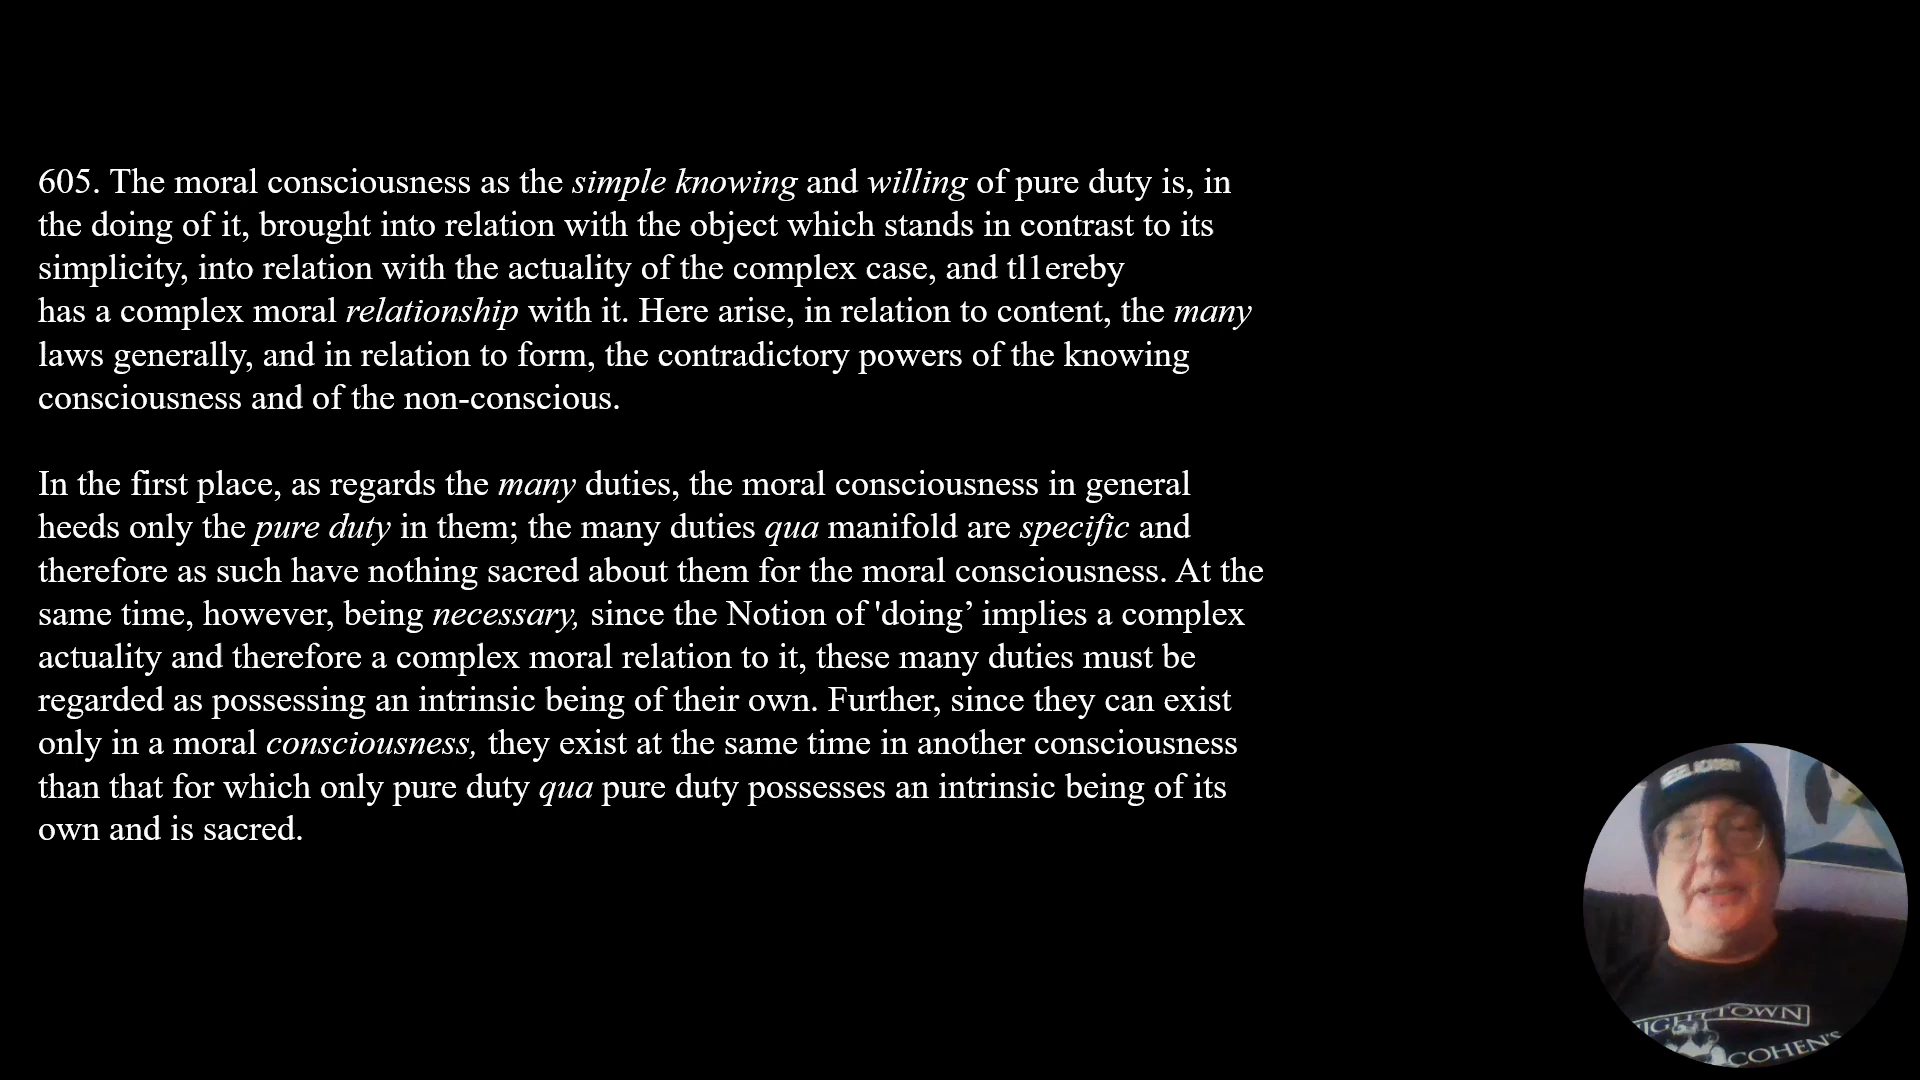 605. The moral consciousness as the simple knowing and willing of pure duty is, in
the doing of it, brought into relation with the object which stands in contrast to its
simplicity, into relation with the actuality of the complex case, and tl1ereby
has a complex moral relationship with it. Here arise, in relation to content, the many
laws generally, and in relation to form, the contradictory powers of the knowing
consciousness and of the non-conscious.
In the first place, as regards the many duties, the moral consciousness in general
heeds only the pure duty in them; the many duties qua manifold are specific and
therefore as such have nothing sacred about them for the moral consciousness. At the
same time, however, being necessary, since the Notion of 'doing’ implies a complex
actuality and therefore a complex moral relation to it, these many duties must be
regarded as possessing an intrinsic being of their own. Further, since they can exist
only in a moral consciousness, they exist at the same time in another consciousness
than that for which only pure duty qua pure duty possesses an intrinsic being of its
own and is sacred.
COHEN'S